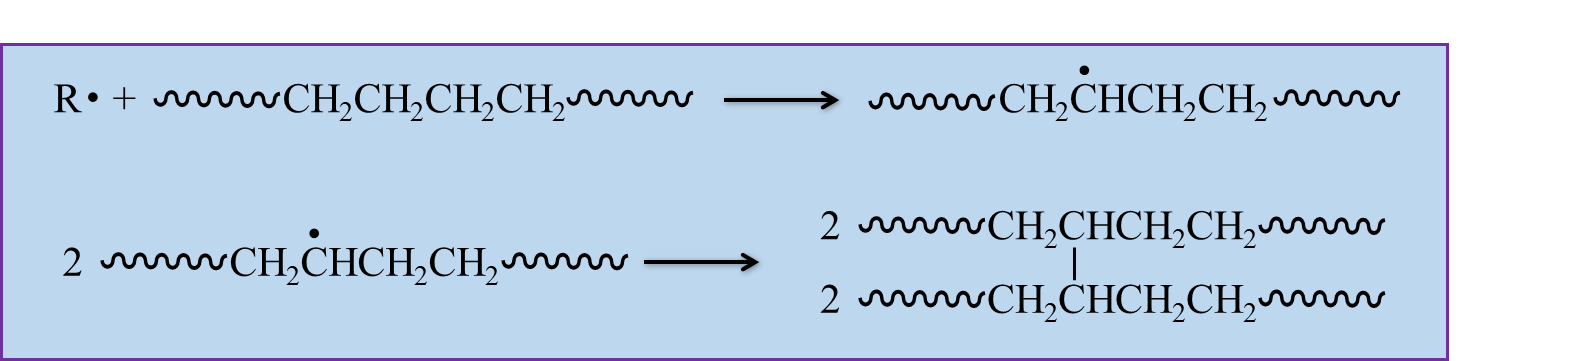 R• + CH₂CH₂CH₂CH₂ → CH₂ĊHCH₂CH₂
2 CH₂ĊHCH₂CH₂ →
2 CH₂CHCH₂CH₂
2 CH₂CHCH₂CH₂